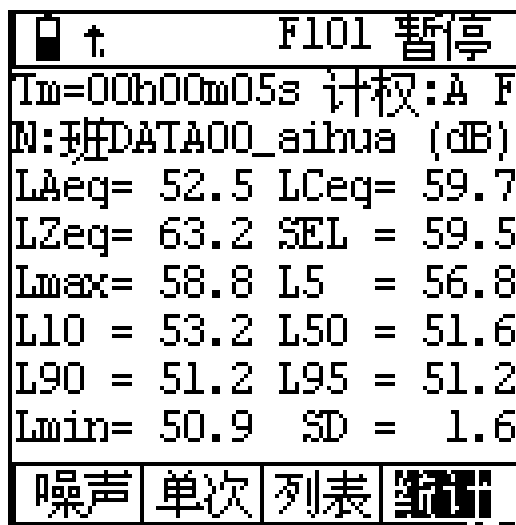 F101 暂停
Tm=00h00m05s 计权:A F
N:班DATA00_aihua (dB)
LAeq= 52.5 LCeq= 59.7
LZeq= 63.2 SEL = 59.5
Lmax= 58.8 L5 = 56.8
L10 = 53.2 L50 = 51.6
L90 = 51.2 L95 = 51.2
Lmin= 50.9 SD = 1.6
噪声 单次 列表 统计